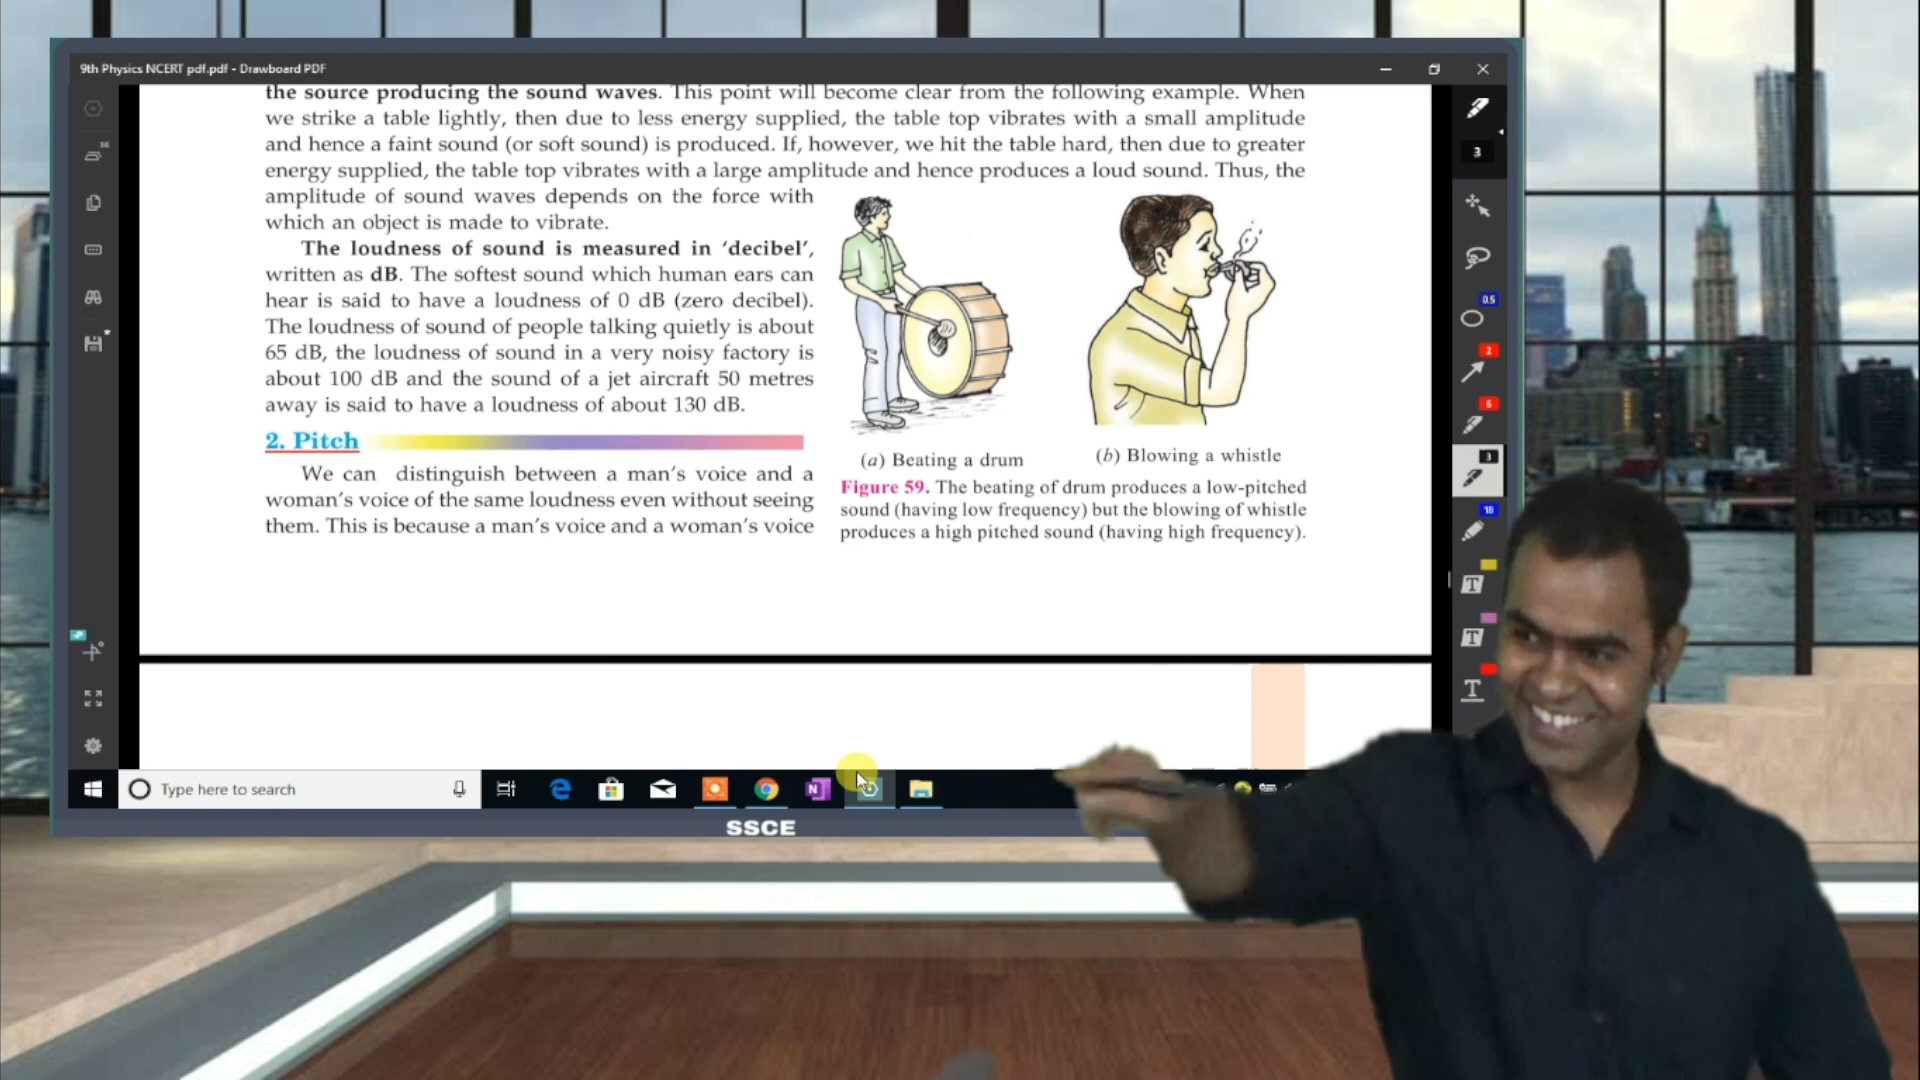 9th Physics NCERT pdf.pdf - Drawboard PDF
the source producing the sound waves. This point will become clear from the following example. When
we strike a table lightly, then due to less energy supplied, the table top vibrates with a small amplitude
and hence a faint sound (or soft sound) is produced. If, however, we hit the table hard, then due to greater
energy supplied, the table top vibrates with a large amplitude and hence produces a loud sound. Thus, the
amplitude of sound waves depends on the force with
which an object is made to vibrate.
The loudness of sound is measured in ‘decibel’,
written as dB. The softest sound which human ears can
hear is said to have a loudness of 0 dB (zero decibel).
The loudness of sound of people talking quietly is about
65 dB, the loudness of sound in a very noisy factory is
about 100 dB and the sound of a jet aircraft 50 metres
away is said to have a loudness of about 130 dB.
2. Pitch
We can distinguish between a man’s voice and a
woman’s voice of the same loudness even without seeing
them. This is because a man’s voice and a woman’s voice
(a) Beating a drum
(b) Blowing a whistle
Figure 59. The beating of drum produces a low-pitched
sound (having low frequency) but the blowing of whistle
produces a high pitched sound (having high frequency).
3
0.5
2
6
3
18
T
T
T
Type here to search
N
SSCE